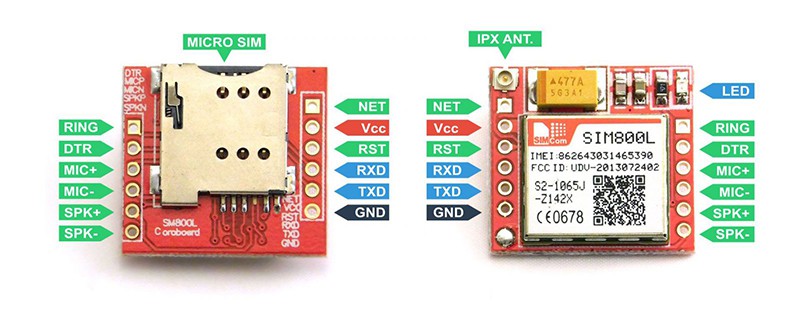 MICRO SIM
DTR
MICP
MICN
SPKP
SPKN
RING
DTR
MIC+
MIC-
SPK+
SPK-
NET
Vcc
RST
RXD
TXD
GND
NET
VCC
RST
RXD
TXD
GND
SIM800L
Coreboard
IPX ANT.
NET
Vcc
RST
RXD
TXD
GND
477A
SIMCom
SIM800L
IMEI:862643031465390
FCC ID:UDV-2013072402
S2-1065J
-Z142X
CE0678
LED
RING
DTR
MIC+
MIC-
SPK+
SPK-